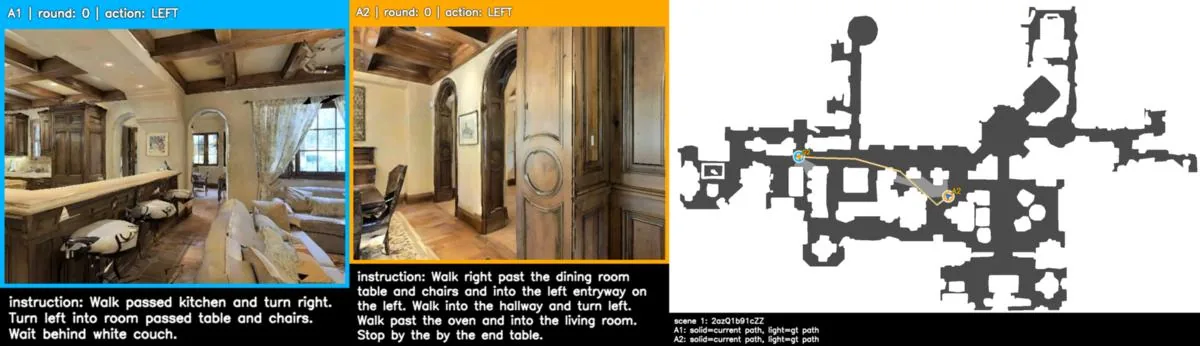 A1 | round: 0 | action: LEFT
instruction: Walk passed kitchen and turn right.
Turn left into room passed table and chairs.
Wait behind white couch.
A2 | round: 0 | action: LEFT
instruction: Walk right past the dining room
table and chairs and into the left entryway on
the left. Walk into the hallway and turn left.
Walk past the oven and into the living room.
Stop by the by the end table.
A2
scene 1: 2azQ1b91cZZ
A1: solid=current path, light=gt path
A2: solid=current path, light=gt path